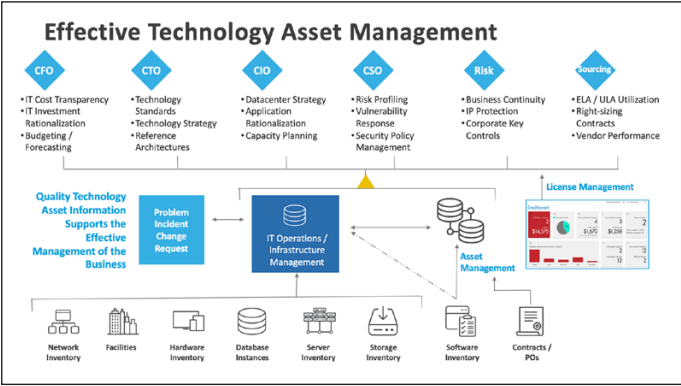 Effective Technology Asset Management
CFO
CTO
CIO
CSO
Risk
Sourcing
• IT Cost Transparency
• IT Investment
Rationalization
• Budgeting /
Forecasting
• Technology
Standards
• Technology Strategy
• Reference
Architectures
• Datacenter Strategy
• Application
Rationalization
• Capacity Planning
• Risk Profiling
• Vulnerability
Response
• Security Policy
Management
• Business Continuity
• IP Protection
• Corporate Key
Controls
• ELA / ULA Utilization
• Right-sizing
Contracts
• Vendor Performance
Quality Technology
Asset Information
Supports the
Effective
Management of the
Business
Problem
Incident
Change
Request
IT Operations /
Infrastructure
Management
Asset
Management
License Management
Dashboard
Network
Inventory
Facilities
Hardware
Inventory
Database
Instances
Server
Inventory
Storage
Inventory
Software
Inventory
Contracts /
POs